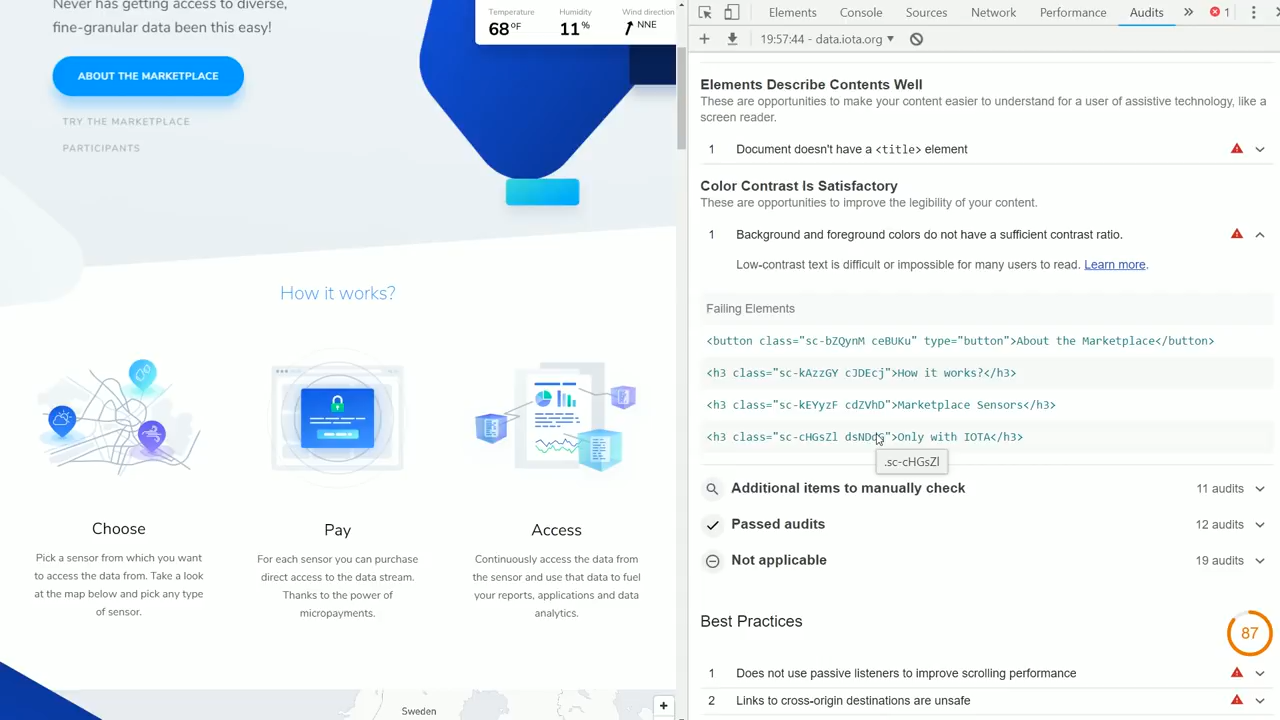 Never has getting access to diverse,
fine-granular data been this easy!
ABOUT THE MARKETPLACE
TRY THE MARKETPLACE
PARTICIPANTS
Temperature
68 °F
Humidity
11 %
Wind direction
NNE
How it works?
Choose
Pick a sensor from which you want
to access the data from. Take a look
at the map below and pick any type
of sensor.
Pay
For each sensor you can purchase
direct access to the data stream.
Thanks to the power of
micropayments.
Access
Continuously access the data from
the sensor and use that data to fuel
your reports, applications and data
analytics.
Sweden
+
Elements
Console
Sources
Network
Performance
Audits
»
1
19:57:44 - data.iota.org
Elements Describe Contents Well
These are opportunities to make your content easier to understand for a user of assistive technology, like a
screen reader.
1 Document doesn't have a <title> element
Color Contrast Is Satisfactory
These are opportunities to improve the legibility of your content.
1 Background and foreground colors do not have a sufficient contrast ratio.
Low-contrast text is difficult or impossible for many users to read. Learn more.
Failing Elements
<button class="sc-bZQynM ceBUKu" type="button">About the Marketplace</button>
<h3 class="sc-kAzzGY cJDEcj">How it works?</h3>
<h3 class="sc-kEYyzF cdZVhD">Marketplace Sensors</h3>
<h3 class="sc-cHGsZl dsNDdS">Only with IOTA</h3>
.sc-cHGsZl
Additional items to manually check 11 audits
Passed audits 12 audits
Not applicable 19 audits
Best Practices
87
1 Does not use passive listeners to improve scrolling performance
2 Links to cross-origin destinations are unsafe